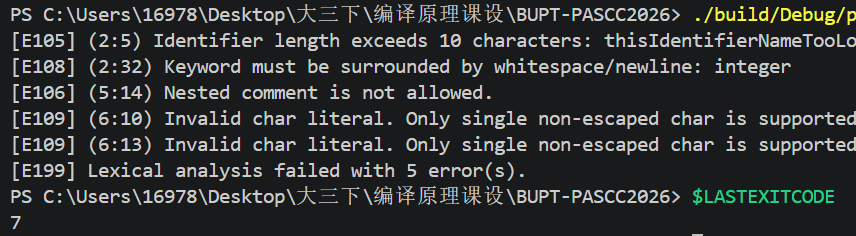 PS C:\Users\16978\Desktop\大三下\编译原理课设\BUPT-PASCC2026> ./build/Debug/p
[E105] (2:5) Identifier length exceeds 10 characters: thisIdentifierNameTooLo
[E108] (2:32) Keyword must be surrounded by whitespace/newline: integer
[E106] (5:14) Nested comment is not allowed.
[E109] (6:10) Invalid char literal. Only single non-escaped char is supported
[E109] (6:13) Invalid char literal. Only single non-escaped char is supported
[E199] Lexical analysis failed with 5 error(s).
PS C:\Users\16978\Desktop\大三下\编译原理课设\BUPT-PASCC2026> $LASTEXITCODE
7